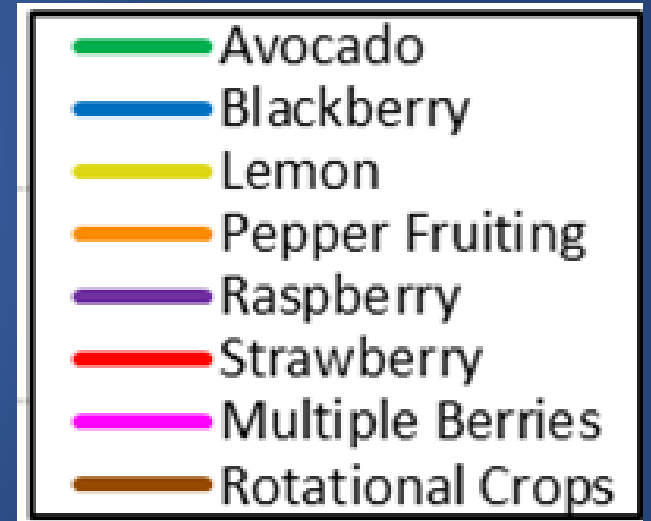 Avocado
Blackberry
Lemon
Pepper Fruiting
Raspberry
Strawberry
Multiple Berries
Rotational Crops